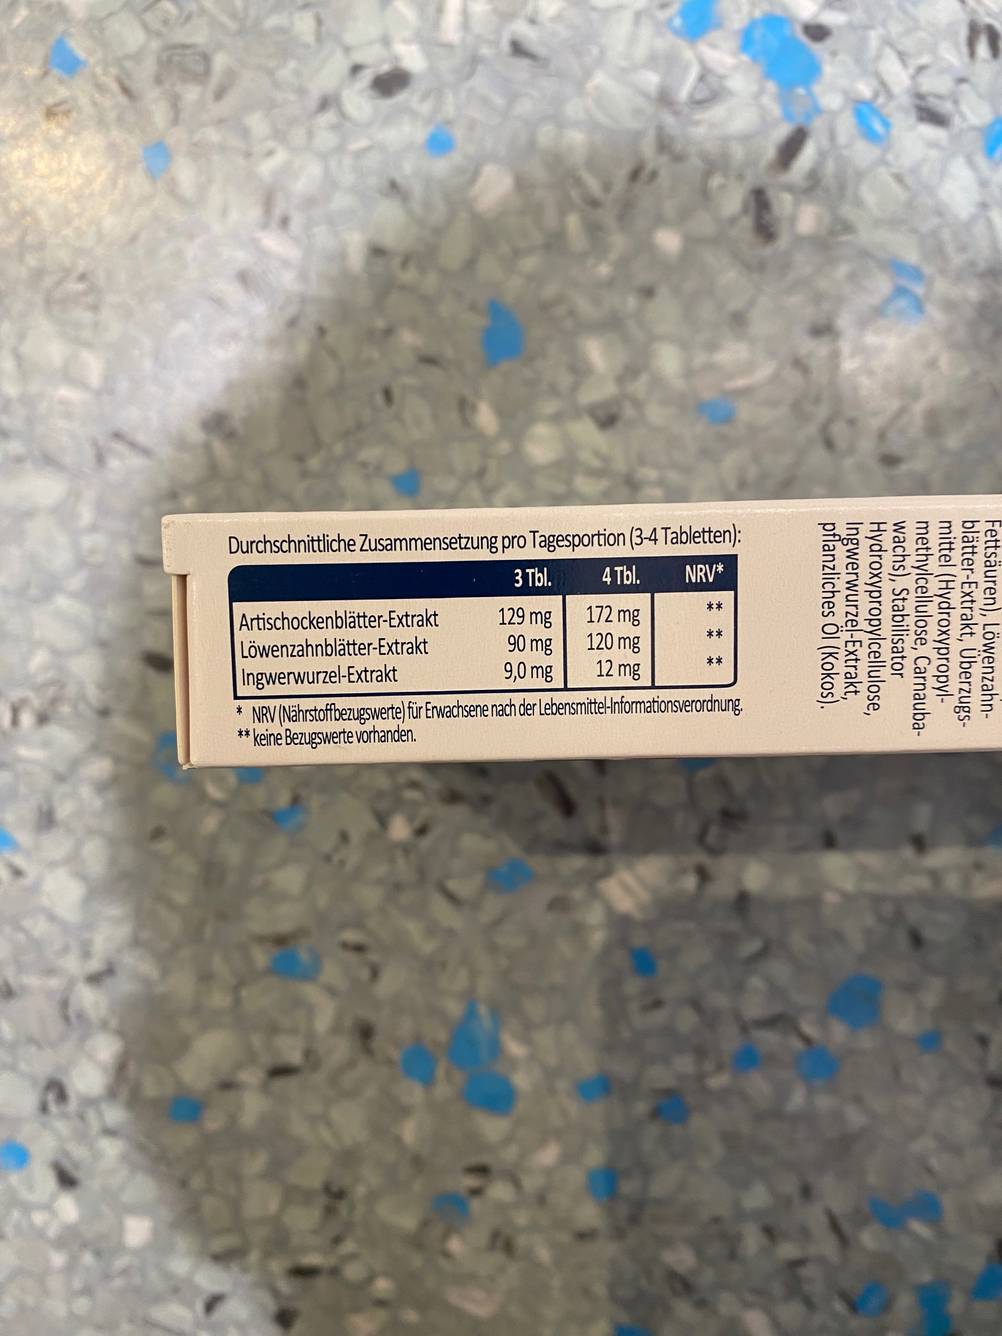 Durchschnittliche Zusammensetzung pro Tagesportion (3-4 Tabletten):
3 Tbl. 4 Tbl. NRV*
Artischockenblätter-Extrakt 129 mg 172 mg **
Löwenzahnblätter-Extrakt 90 mg 120 mg **
Ingwerwurzel-Extrakt 9,0 mg 12 mg **
* NRV (Nährstoffbezugswerte) für Erwachsene nach der Lebensmittel-Informationsverordnung.
** keine Bezugswerte vorhanden.
Fettsäuren), Löwenzahn-
blätter-Extrakt, Überzugs-
mittel (Hydroxypropyl-
methylcellulose, Carnauba-
wachs), Stabilisator
Hydroxypropylcellulose,
Ingwerwurzel-Extrakt,
pflanzliches Öl (Kokos).